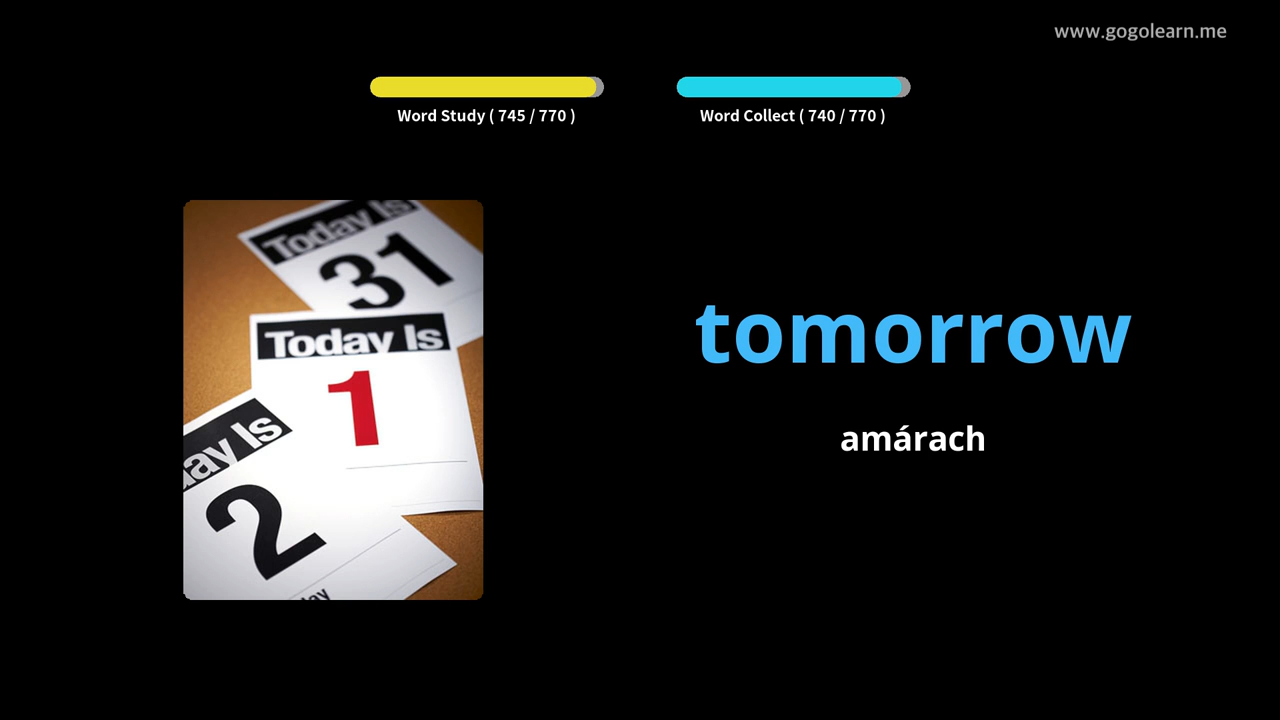 www.gogolearn.me
Word Study ( 745 / 770 )
Word Collect ( 740 / 770 )
Today Is
31
Today Is
1
ay Is
2
tomorrow
amárach